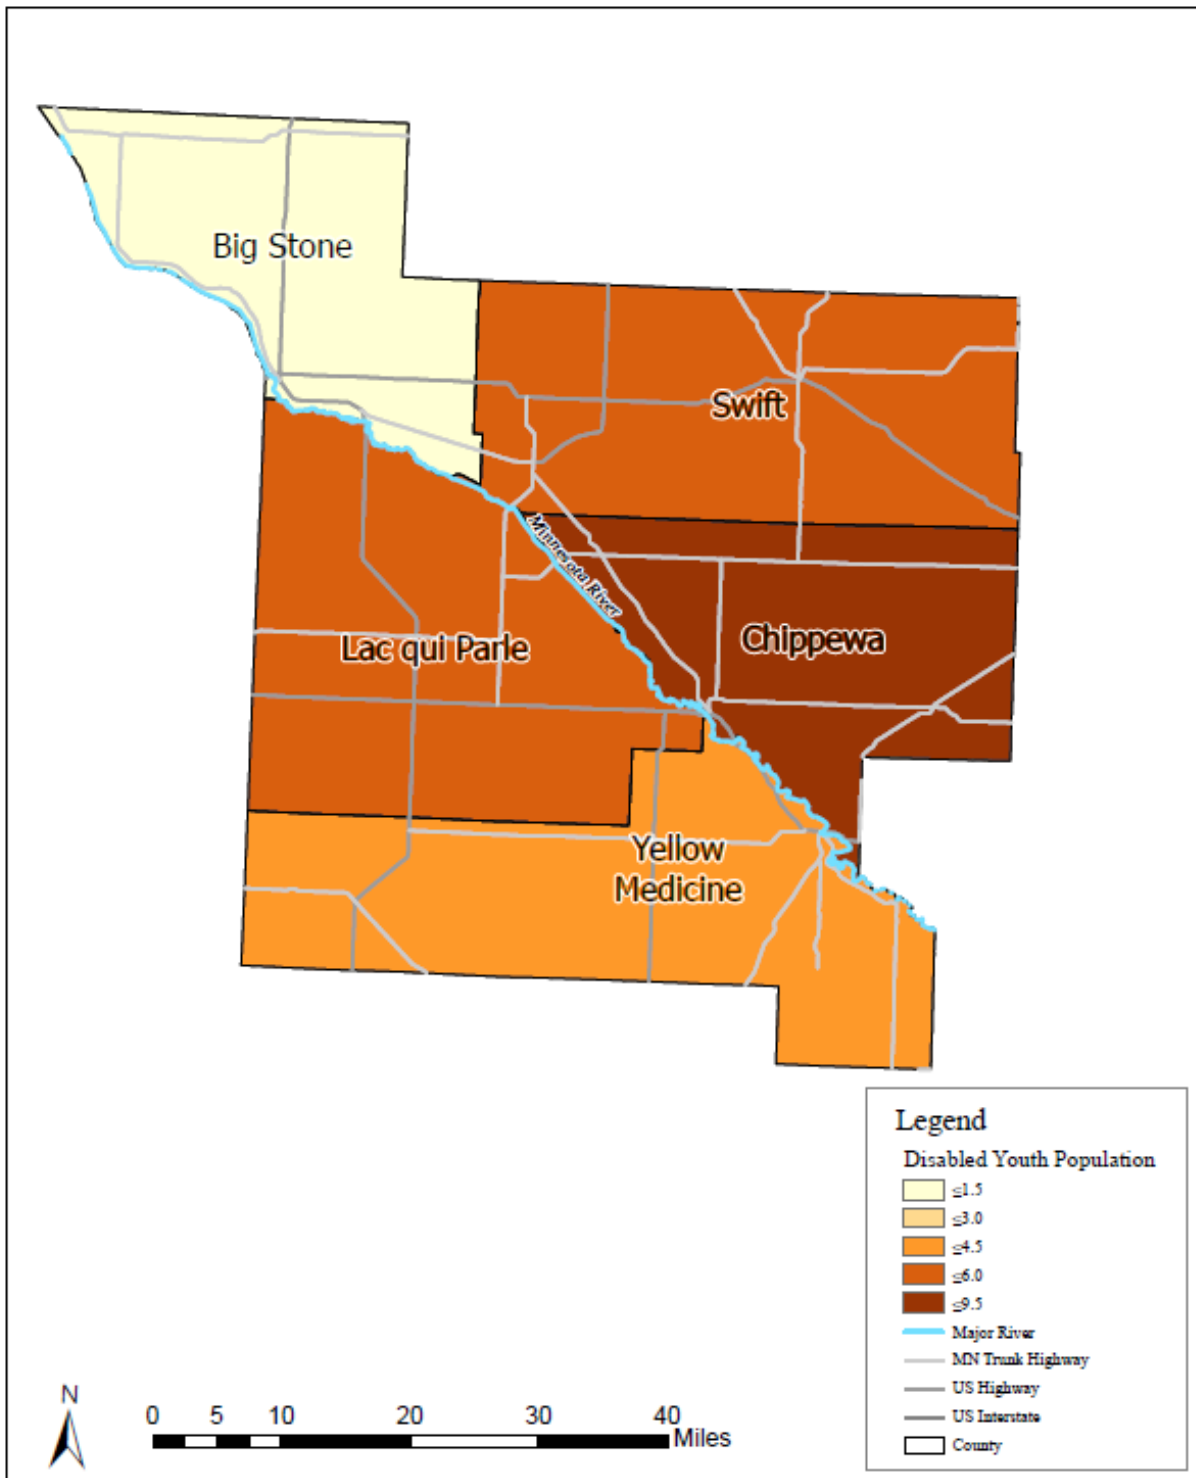 Big Stone
Swift
Minnesota River
Chippewa
Lac qui Parle
Yellow
Medicine
Legend
Disabled Youth Population
≤1.5
≤3.0
≤4.5
≤6.0
≤9.5
Major River
MN Trunk Highway
US Highway
US Interstate
County
N
0 5 10 20 30 40
Miles